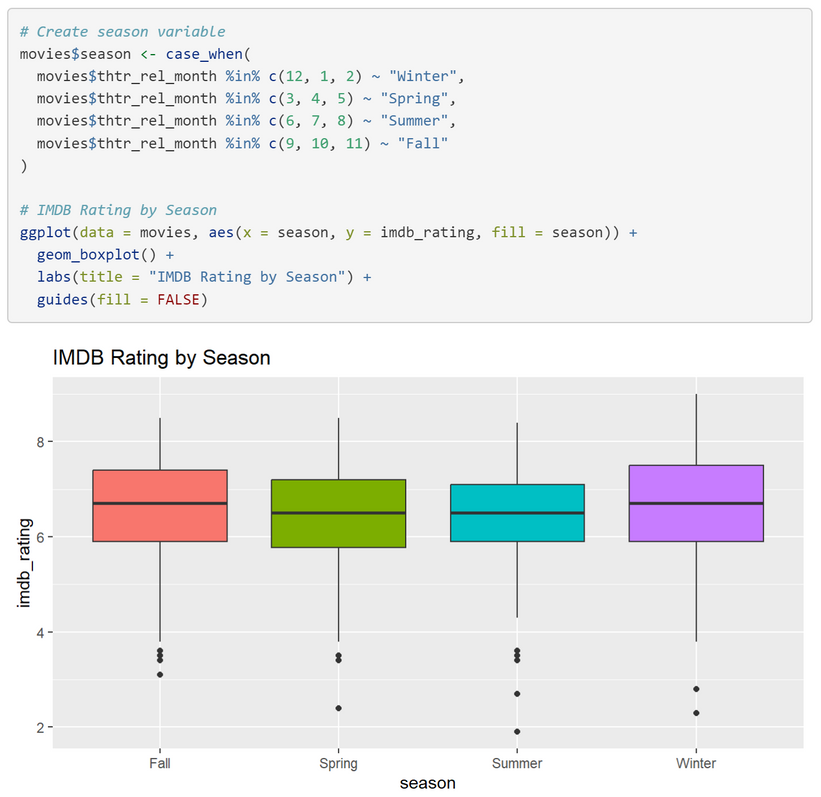 # Create season variable
movies$season <- case_when(
  movies$thtr_rel_month %in% c(12, 1, 2) ~ "Winter",
  movies$thtr_rel_month %in% c(3, 4, 5) ~ "Spring",
  movies$thtr_rel_month %in% c(6, 7, 8) ~ "Summer",
  movies$thtr_rel_month %in% c(9, 10, 11) ~ "Fall"
)
# IMDB Rating by Season
ggplot(data = movies, aes(x = season, y = imdb_rating, fill = season)) +
  geom_boxplot() +
  labs(title = "IMDB Rating by Season") +
  guides(fill = FALSE)
IMDB Rating by Season
imdb_rating
8
6
4
2
Fall Spring Summer Winter
season